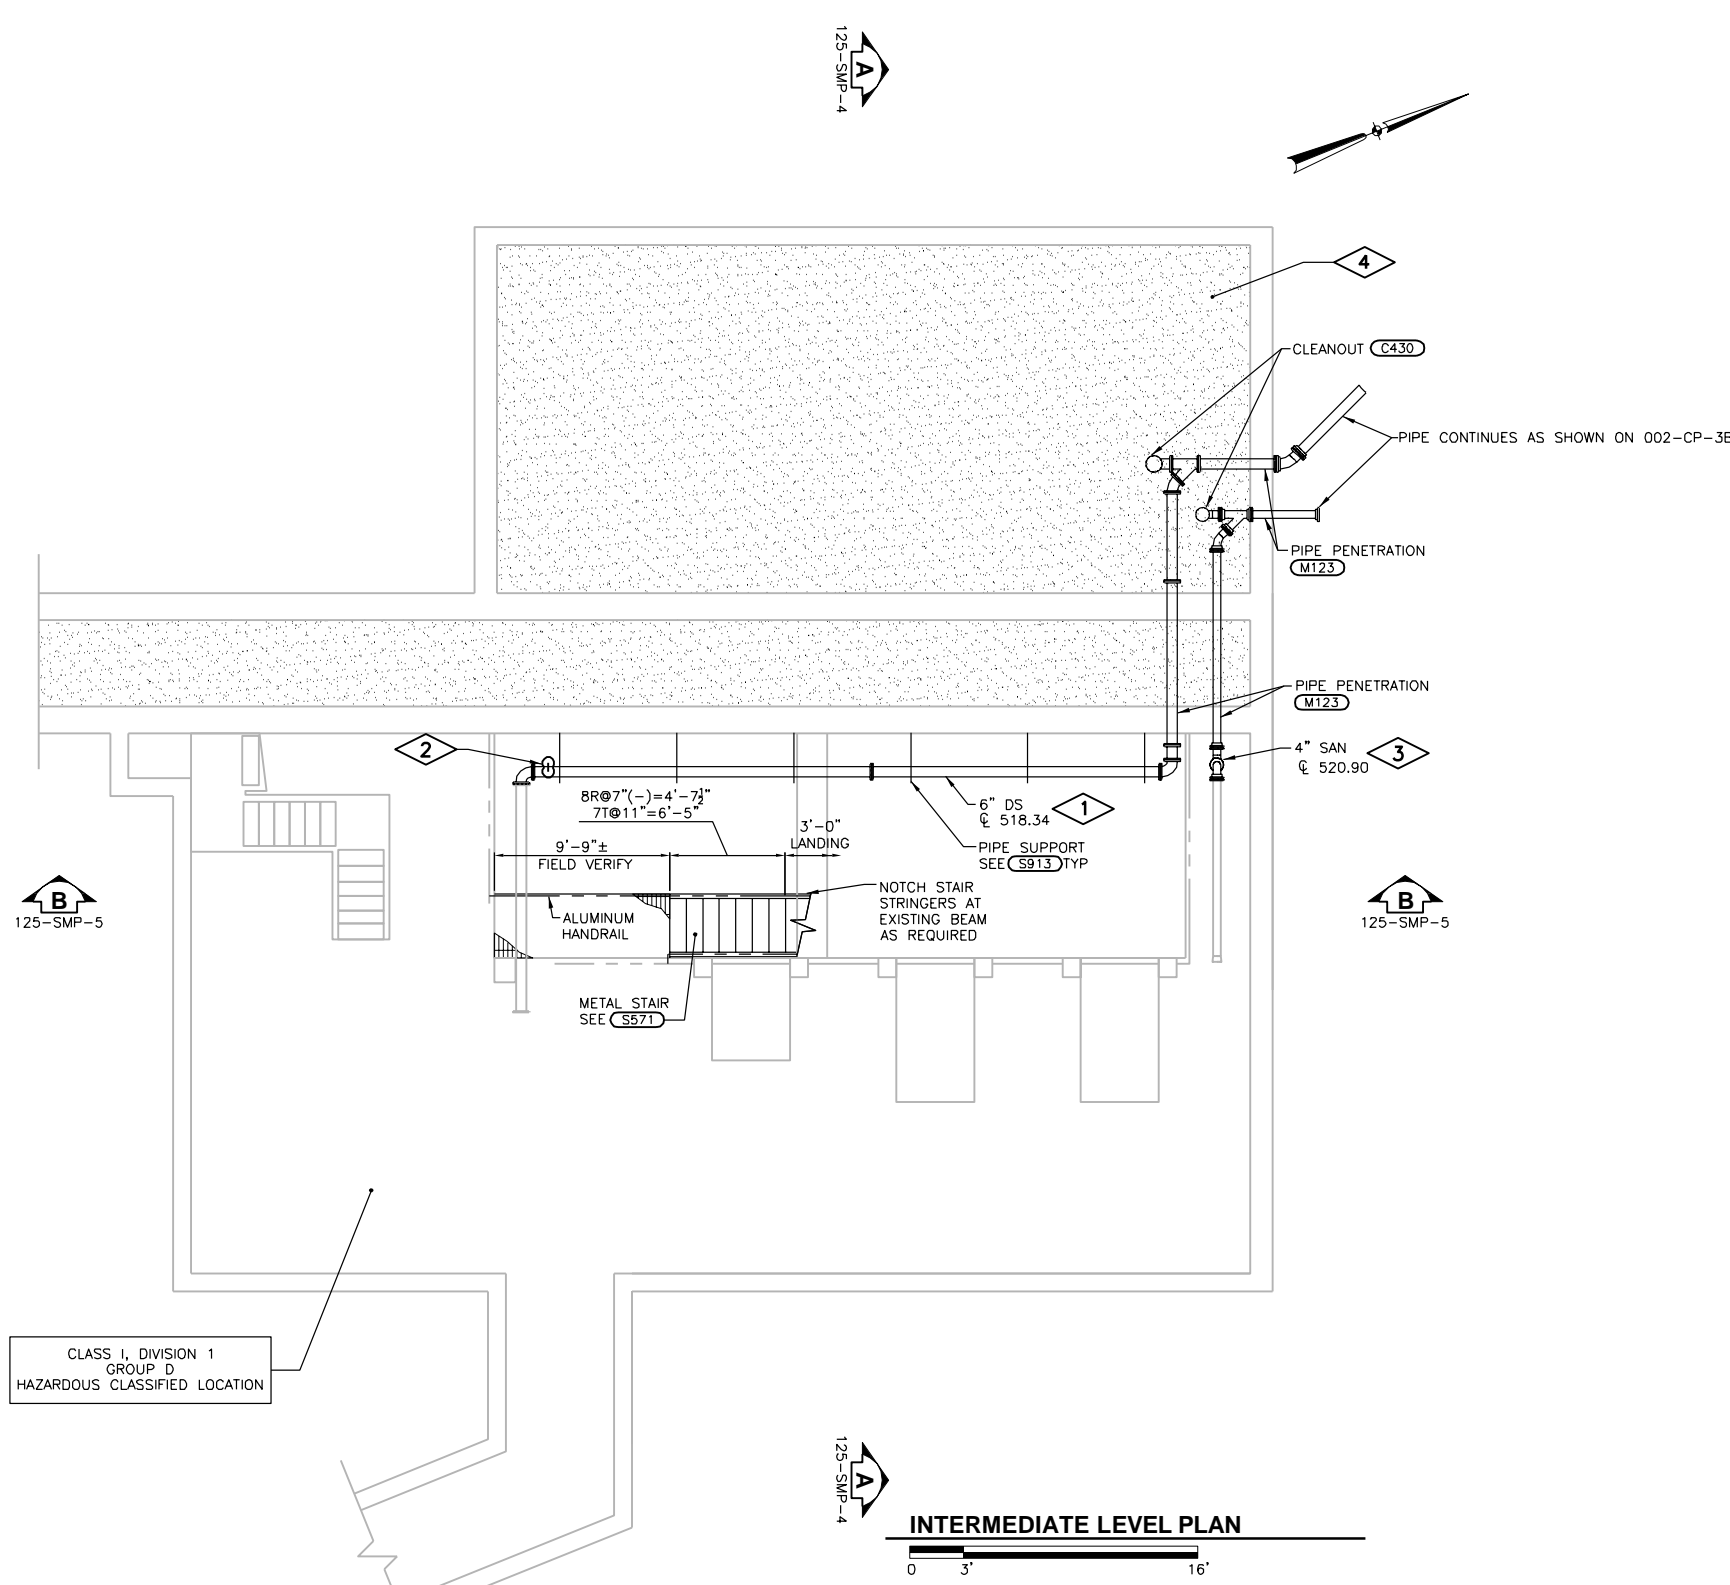 125-SMP-4
A
4
CLEANOUT C430
PIPE CONTINUES AS SHOWN ON 002-CP-3
PIPE PENETRATION
M123
PIPE PENETRATION
M123
4" SAN
℄ 520.90
3
2
8R@7"(-)=4'-7½"
7T@11"=6'-5"
3'-0"
LANDING
9'-9"±
FIELD VERIFY
6" DS
℄ 518.34
1
PIPE SUPPORT
SEE S913 TYP
NOTCH STAIR
STRINGERS AT
EXISTING BEAM
AS REQUIRED
ALUMINUM
HANDRAIL
B
125-SMP-5
B
125-SMP-5
METAL STAIR
SEE S571
CLASS I, DIVISION 1
GROUP D
HAZARDOUS CLASSIFIED LOCATION
125-SMP-4
A
INTERMEDIATE LEVEL PLAN
0 3' 16'